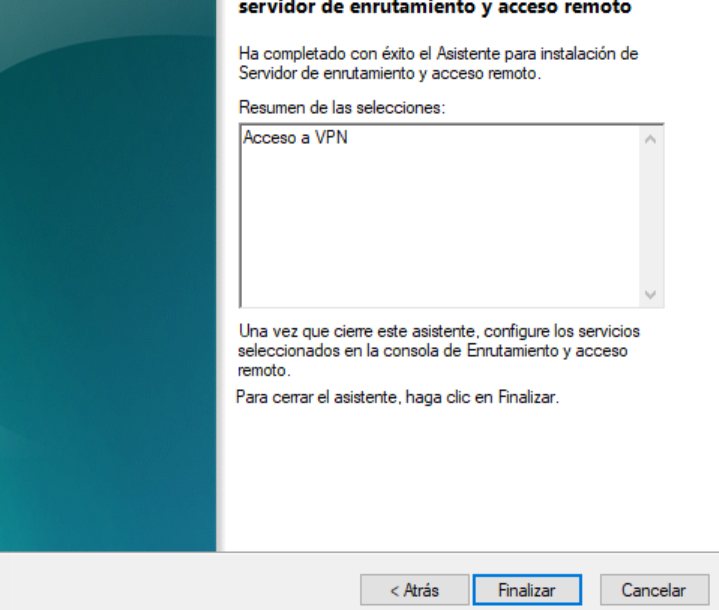 servidor de enrutamiento y acceso remoto
Ha completado con éxito el Asistente para instalación de
Servidor de enrutamiento y acceso remoto.
Resumen de las selecciones:
Acceso a VPN
Una vez que cierre este asistente, configure los servicios
seleccionados en la consola de Enrutamiento y acceso
remoto.
Para cerrar el asistente, haga clic en Finalizar.
< Atrás
Finalizar
Cancelar